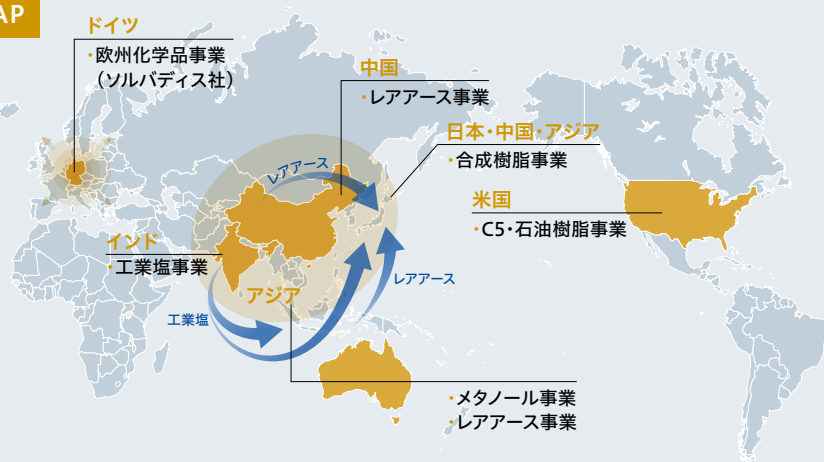 AP
ドイツ
・欧州化学品事業
（ソルバディス社）
中国
・レアアース事業
日本・中国・アジア
・合成樹脂事業
米国
・C5・石油樹脂事業
レアアース
インド
・工業塩事業
アジア
レアアース
工業塩
・メタノール事業
・レアアース事業